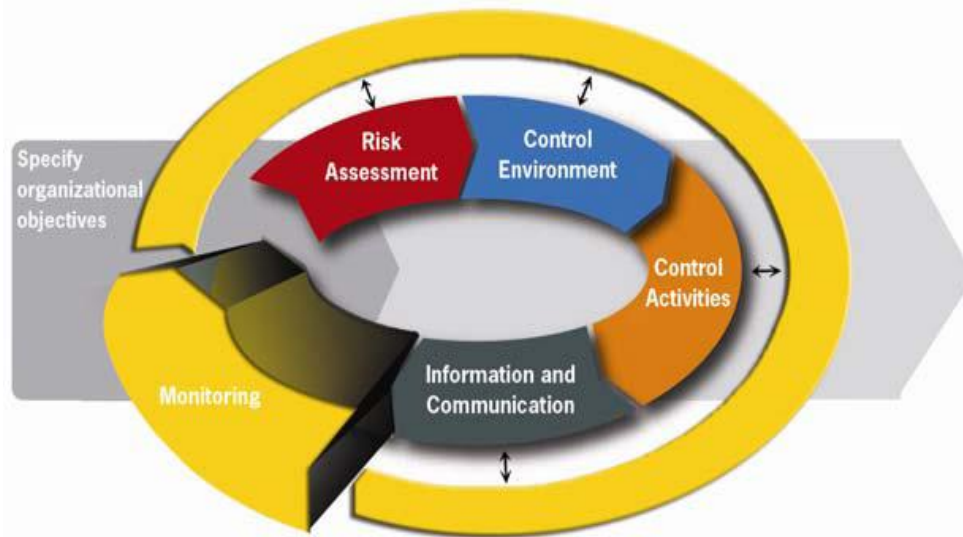 Specify
organizational
objectives
Risk
Assessment
Control
Environment
Control
Activities
Information and
Communication
Monitoring